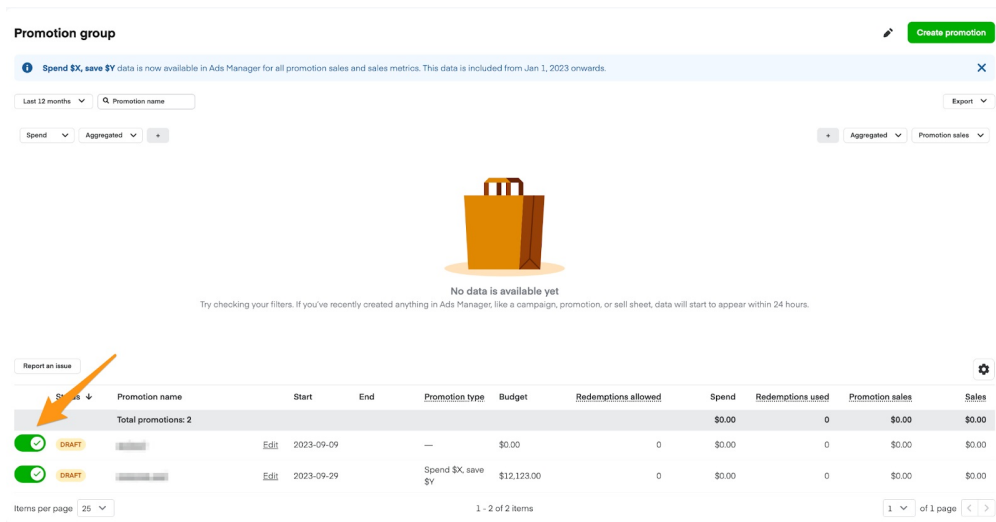 Promotion group
Create promotion
Spend $X, save $Y data is now available in Ads Manager for all promotion sales and sales metrics. This data is included from Jan 1, 2023 onwards.
Last 12 months Promotion name Export
Spend Aggregated + + Aggregated Promotion sales
No data is available yet
Try checking your filters. If you've recently created anything in Ads Manager, like a campaign, promotion, or sell sheet, data will start to appear within 24 hours.
Report an issue
Promotion name Start End Promotion type Budget Redemptions allowed Spend Redemptions used Promotion sales Sales
Total promotions: 2 $0.00 0 $0.00 $0.00
DRAFT Edit 2023-09-09 — $0.00 0 $0.00 0 $0.00 $0.00
DRAFT Edit 2023-09-29 Spend $X, save $Y $12,123.00 0 $0.00 0 $0.00 $0.00
Items per page 25 1 - 2 of 2 items 1 of 1 page